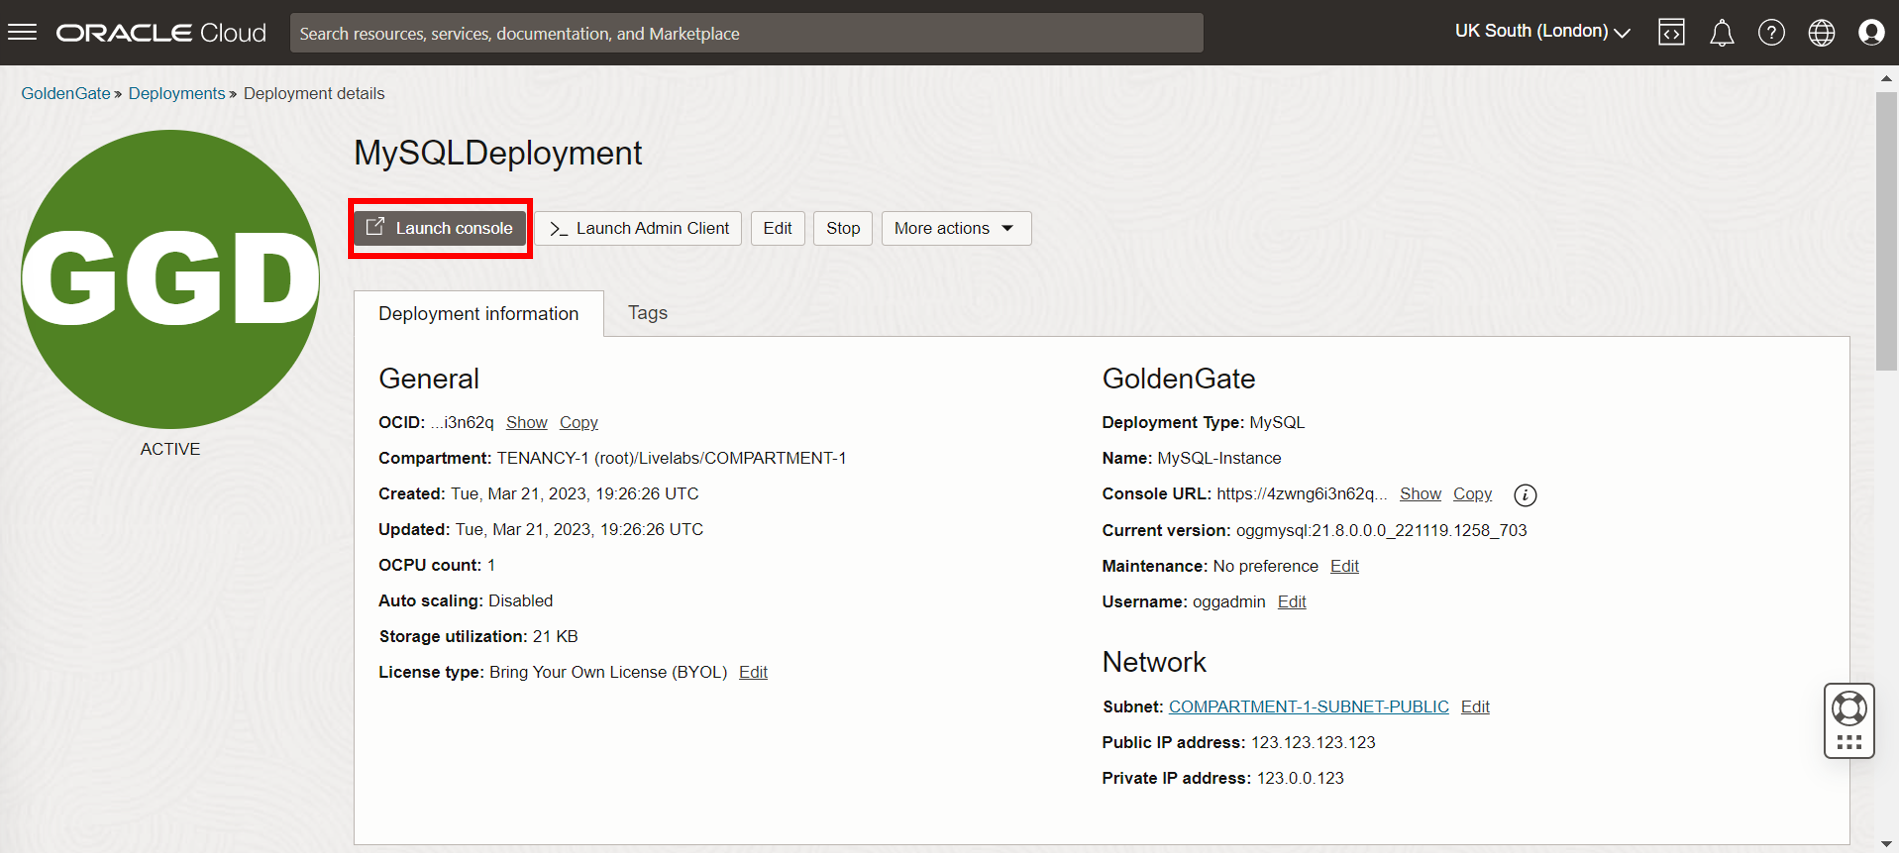 ORACLE Cloud
Search resources, services, documentation, and Marketplace
UK South (London)
GoldenGate » Deployments » Deployment details
GGD
ACTIVE
MySQLDeployment
Launch console
>_ Launch Admin Client
Edit
Stop
More actions
Deployment information
Tags
General
OCID: ...i3n62q Show Copy
Compartment: TENANCY-1 (root)/Livelabs/COMPARTMENT-1
Created: Tue, Mar 21, 2023, 19:26:26 UTC
Updated: Tue, Mar 21, 2023, 19:26:26 UTC
OCPU count: 1
Auto scaling: Disabled
Storage utilization: 21 KB
License type: Bring Your Own License (BYOL) Edit
GoldenGate
Deployment Type: MySQL
Name: MySQL-Instance
Console URL: https://4zwng6i3n62q... Show Copy
Current version: oggmysql:21.8.0.0.0_221119.1258_703
Maintenance: No preference Edit
Username: oggadmin Edit
Network
Subnet: COMPARTMENT-1-SUBNET-PUBLIC Edit
Public IP address: 123.123.123.123
Private IP address: 123.0.0.123